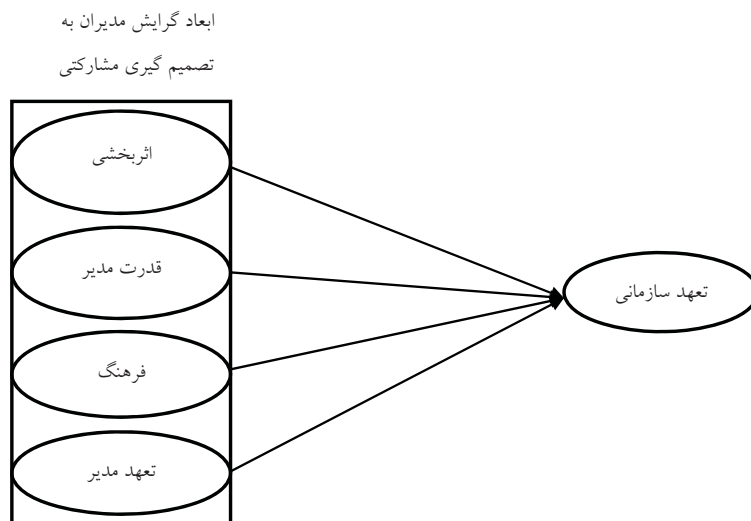 ابعاد گرایش مدیران به
تصمیم گیری مشارکتی
اثربخشی
قدرت مدیر
فرهنگ
تعهد مدیر
تعهد سازمانی